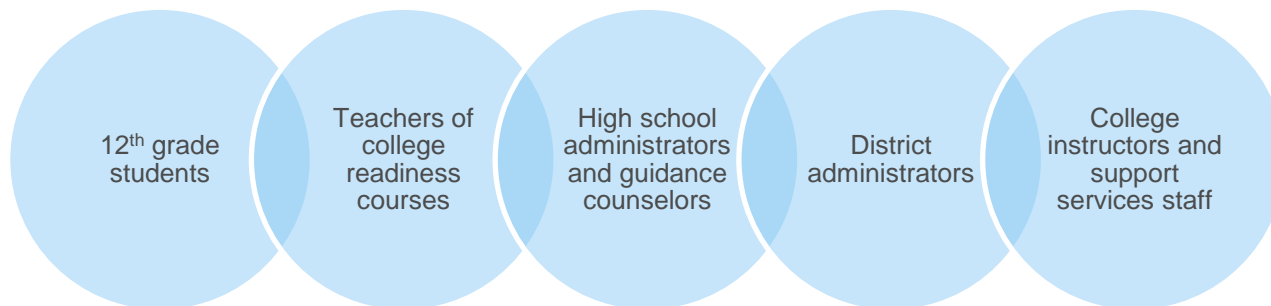 12th grade
students
Teachers of
college
readiness
courses
High school
administrators
and guidance
counselors
District
administrators
College
instructors and
support
services staff